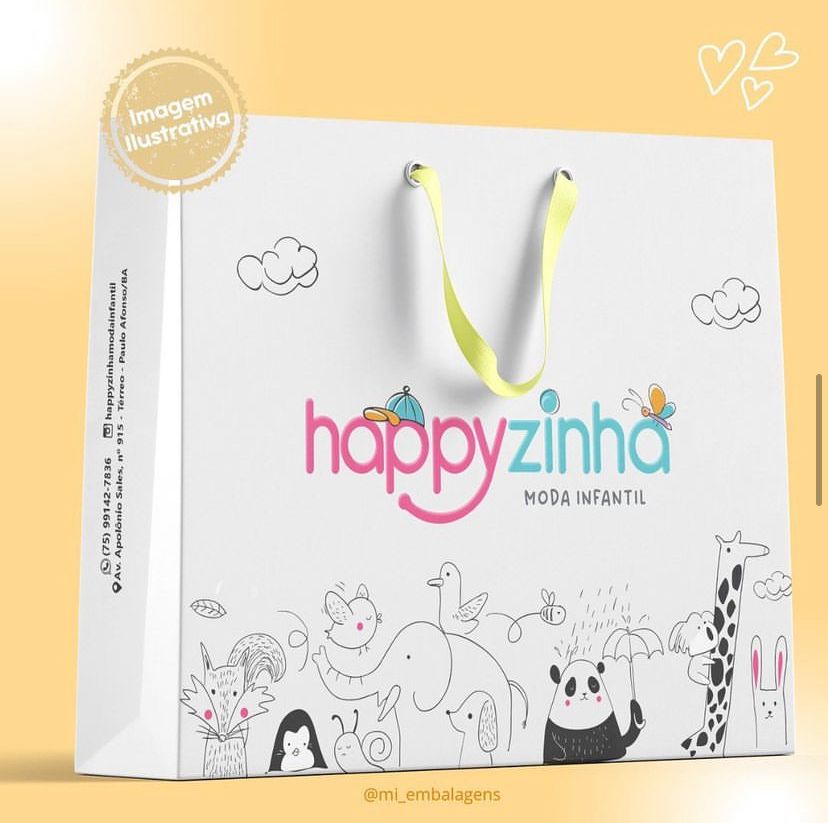 Imagem
Ilustrativa
happyzinha
MODA INFANTIL
(75) 99142-7836 happyzinhamodainfantil
Av. Apolônio Sales, nº 915 - Térreo - Paulo Afonso/BA
@mi_embalagens